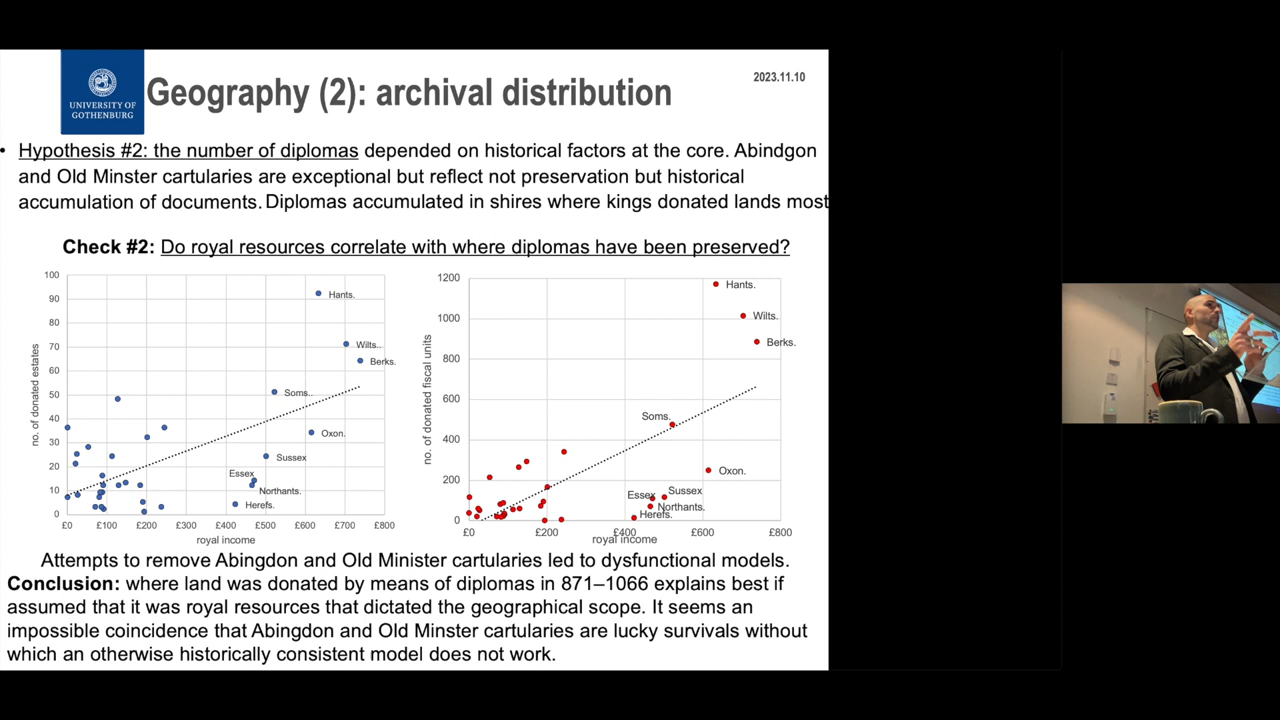 UNIVERSITY OF
GOTHENBURG
Geography (2): archival distribution
2023.11.10
• Hypothesis #2: the number of diplomas depended on historical factors at the core. Abindgon
and Old Minster cartularies are exceptional but reflect not preservation but historical
accumulation of documents. Diplomas accumulated in shires where kings donated lands most
Check #2: Do royal resources correlate with where diplomas have been preserved?
no. of donated estates
100
90
80
70
60
50
40
30
20
10
0
Hants.
Wilts..
Berks.
Soms..
Oxon.
Sussex
Essex
Northants.
Herefs.
£0 £100 £200 £300 £400 £500 £600 £700 £800
royal income
no. of donated fiscal units
1200
1000
800
600
400
200
0
Hants.
Wilts.
Berks.
Soms.
Oxon.
Sussex
Essex
Northants.
Herefs.
£0 £200 £400 £600 £800
royal income
Attempts to remove Abingdon and Old Minister cartularies led to dysfunctional models.
Conclusion: where land was donated by means of diplomas in 871–1066 explains best if
assumed that it was royal resources that dictated the geographical scope. It seems an
impossible coincidence that Abingdon and Old Minster cartularies are lucky survivals without
which an otherwise historically consistent model does not work.